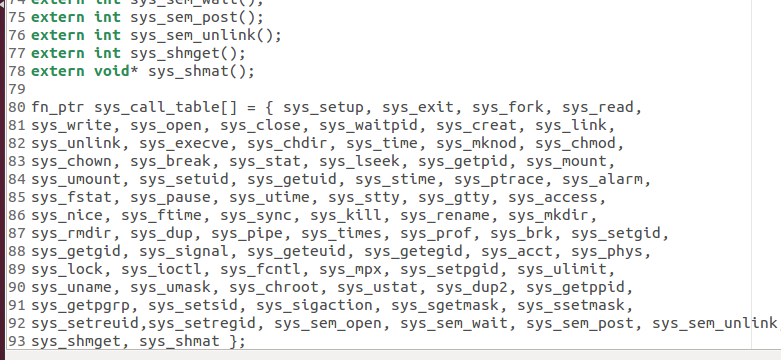 74 extern int sys_sem_wait();
75 extern int sys_sem_post();
76 extern int sys_sem_unlink();
77 extern int sys_shmget();
78 extern void* sys_shmat();
79
80 fn_ptr sys_call_table[] = { sys_setup, sys_exit, sys_fork, sys_read,
81 sys_write, sys_open, sys_close, sys_waitpid, sys_creat, sys_link,
82 sys_unlink, sys_execve, sys_chdir, sys_time, sys_mknod, sys_chmod,
83 sys_chown, sys_break, sys_stat, sys_lseek, sys_getpid, sys_mount,
84 sys_umount, sys_setuid, sys_getuid, sys_stime, sys_ptrace, sys_alarm,
85 sys_fstat, sys_pause, sys_utime, sys_stty, sys_gtty, sys_access,
86 sys_nice, sys_ftime, sys_sync, sys_kill, sys_rename, sys_mkdir,
87 sys_rmdir, sys_dup, sys_pipe, sys_times, sys_prof, sys_brk, sys_setgid,
88 sys_getgid, sys_signal, sys_geteuid, sys_getegid, sys_acct, sys_phys,
89 sys_lock, sys_ioctl, sys_fcntl, sys_mpx, sys_setpgid, sys_ulimit,
90 sys_uname, sys_umask, sys_chroot, sys_ustat, sys_dup2, sys_getppid,
91 sys_getpgrp, sys_setsid, sys_sigaction, sys_sgetmask, sys_ssetmask,
92 sys_setreuid,sys_setregid, sys_sem_open, sys_sem_wait, sys_sem_post, sys_sem_unlink
93 sys_shmget, sys_shmat };